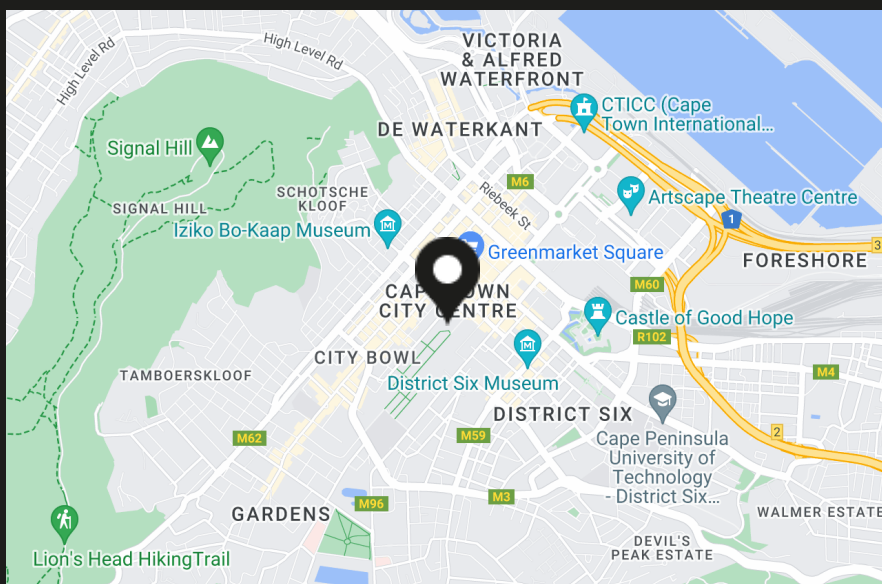 High Level Rd
High Level Rd
VICTORIA
& ALFRED
WATERFRONT
CTICC (Cape
Town International...
DE WATERKANT
Signal Hill
M6
SCHOTSCHE
KLOOF
Riebeek St
Artscape Theatre Centre
SIGNAL HILL
1
Iziko Bo-Kaap Museum
Greenmarket Square
3
FORESHORE
M60
CITY CENTRE
Castle of Good Hope
R102
CITY BOWL
TAMBOERSKLOOF
District Six Museum
M4
DISTRICT SIX
M62
M59
2
Cape Peninsula
University of
Technology
- District Six...
M3
M96
GARDENS
WALMER ESTATE
DEVIL'S
PEAK ESTATE
Lion's Head HikingTrail